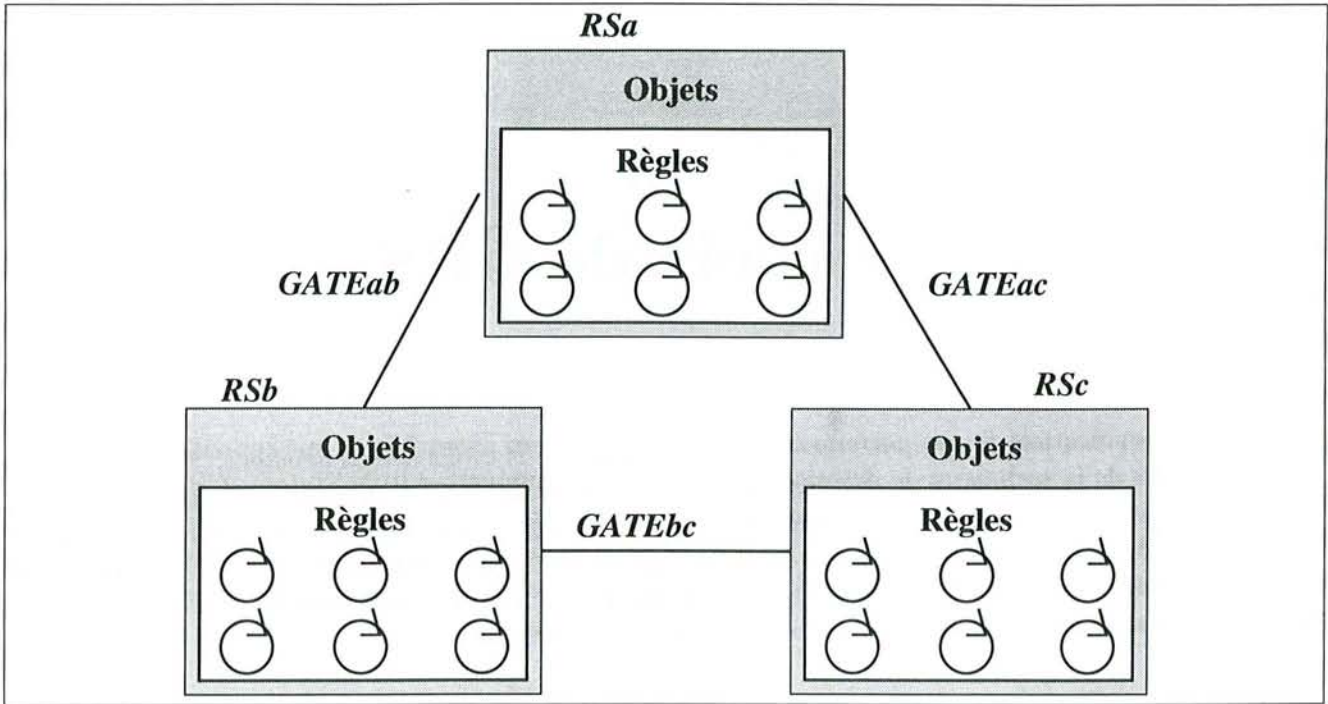 RSa
Objets
Règles
GATEab
GATEac
RSb
RSc
Objets
Objets
Règles
GATEbc
Règles